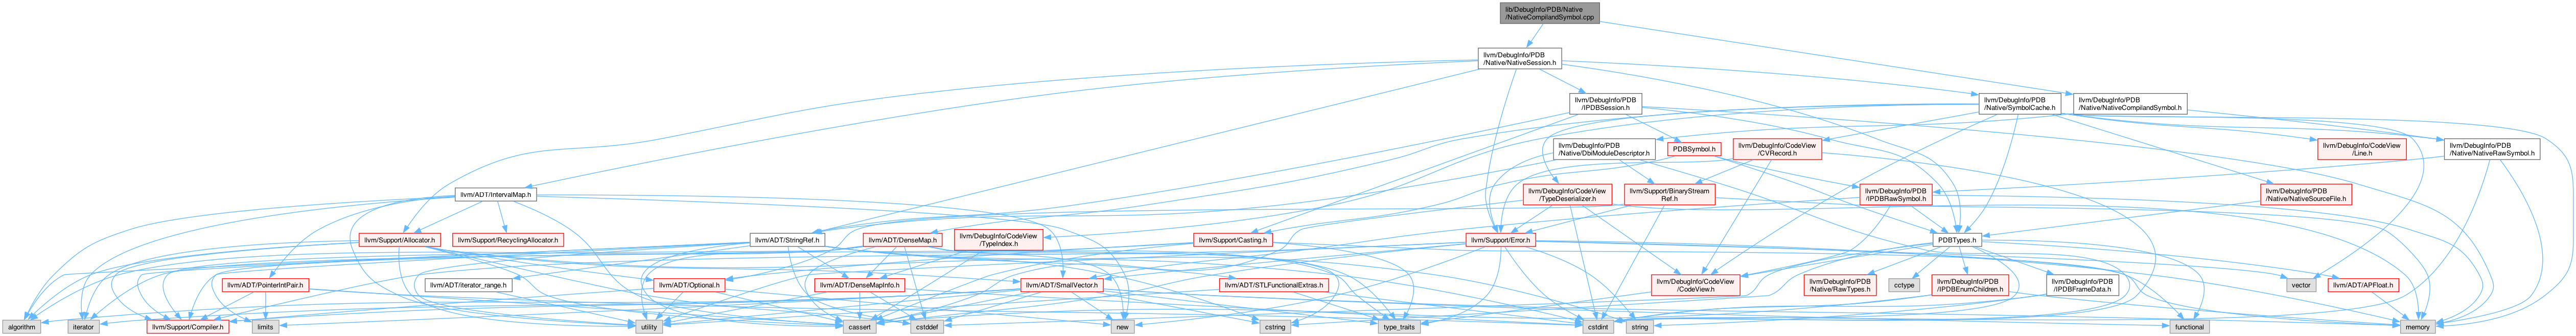 lib/DebugInfo/PDB/Native
/NativeCompilandSymbol.cpp
llvm/DebugInfo/PDB
/Native/NativeSession.h
llvm/DebugInfo/PDB
/IPDBSession.h
llvm/DebugInfo/PDB
/Native/SymbolCache.h
llvm/DebugInfo/PDB
/Native/NativeCompilandSymbol.h
llvm/DebugInfo/PDB
/Native/DbiModuleDescriptor.h
PDBSymbol.h
llvm/DebugInfo/CodeView
/CVRecord.h
llvm/DebugInfo/CodeView
/Line.h
llvm/DebugInfo/PDB
/Native/NativeRawSymbol.h
llvm/ADT/IntervalMap.h
llvm/DebugInfo/CodeView
/TypeDeserializer.h
llvm/Support/BinaryStream
Ref.h
llvm/DebugInfo/PDB
/IPDBRawSymbol.h
llvm/DebugInfo/PDB
/Native/NativeSourceFile.h
llvm/Support/Allocator.h
llvm/Support/RecyclingAllocator.h
llvm/ADT/StringRef.h
llvm/ADT/DenseMap.h
llvm/DebugInfo/CodeView
/TypeIndex.h
llvm/Support/Casting.h
llvm/Support/Error.h
PDBTypes.h
llvm/ADT/PointerIntPair.h
llvm/ADT/iterator_range.h
llvm/ADT/Optional.h
llvm/ADT/DenseMapInfo.h
llvm/ADT/SmallVector.h
llvm/ADT/STLFunctionalExtras.h
llvm/DebugInfo/CodeView
/CodeView.h
llvm/DebugInfo/PDB
/Native/RawTypes.h
cctype
llvm/DebugInfo/PDB
/IPDBEnumChildren.h
llvm/DebugInfo/PDB
/IPDBFrameData.h
vector
llvm/ADT/APFloat.h
algorithm
iterator
llvm/Support/Compiler.h
limits
utility
cassert
cstddef
new
cstring
type_traits
cstdint
string
functional
memory